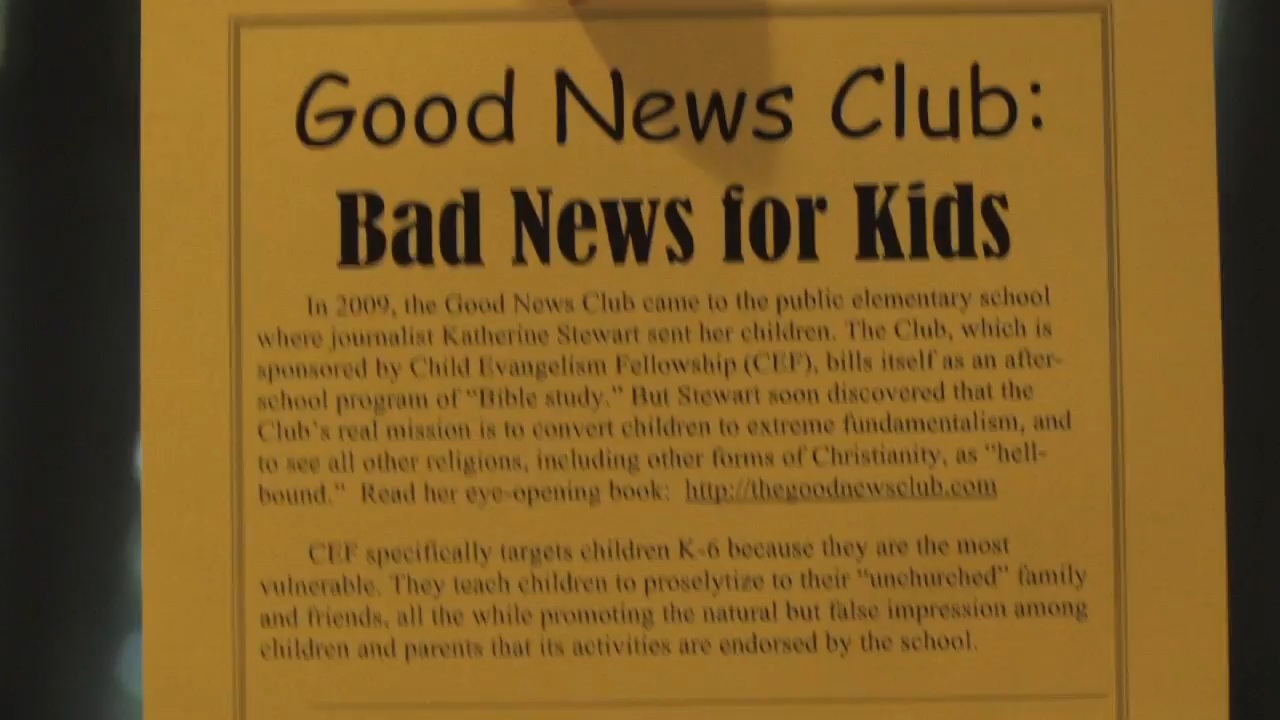 Good News Club:
Bad News for Kids
In 2009, the Good News Club came to the public elementary school
where journalist Katherine Stewart sent her children. The Club, which is
sponsored by Child Evangelism Fellowship (CEF), bills itself as an after-
school program of “Bible study.” But Stewart soon discovered that the
Club’s real mission is to convert children to extreme fundamentalism, and
to see all other religions, including other forms of Christianity, as “hell-
bound.” Read her eye-opening book: http://thegoodnewsclub.com
CEF specifically targets children K-6 because they are the most
vulnerable. They teach children to proselytize to their “unchurched” family
and friends, all the while promoting the natural but false impression among
children and parents that its activities are endorsed by the school.